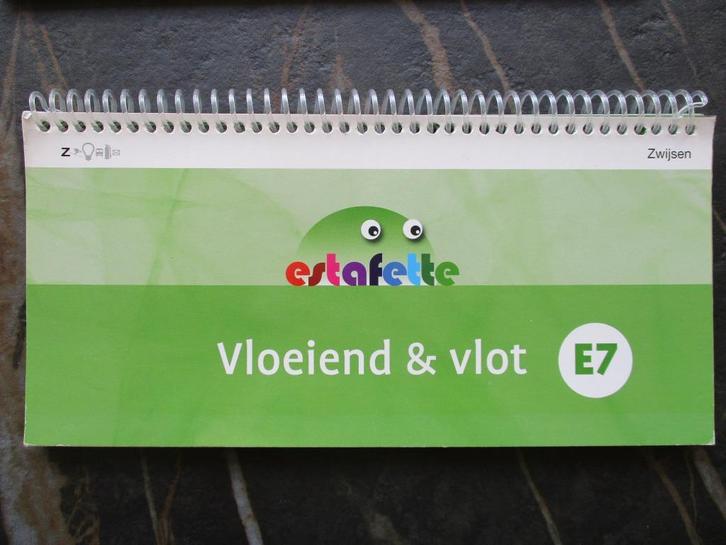 Z
Zwijsen
estafette
Vloeiend & vlot
E7